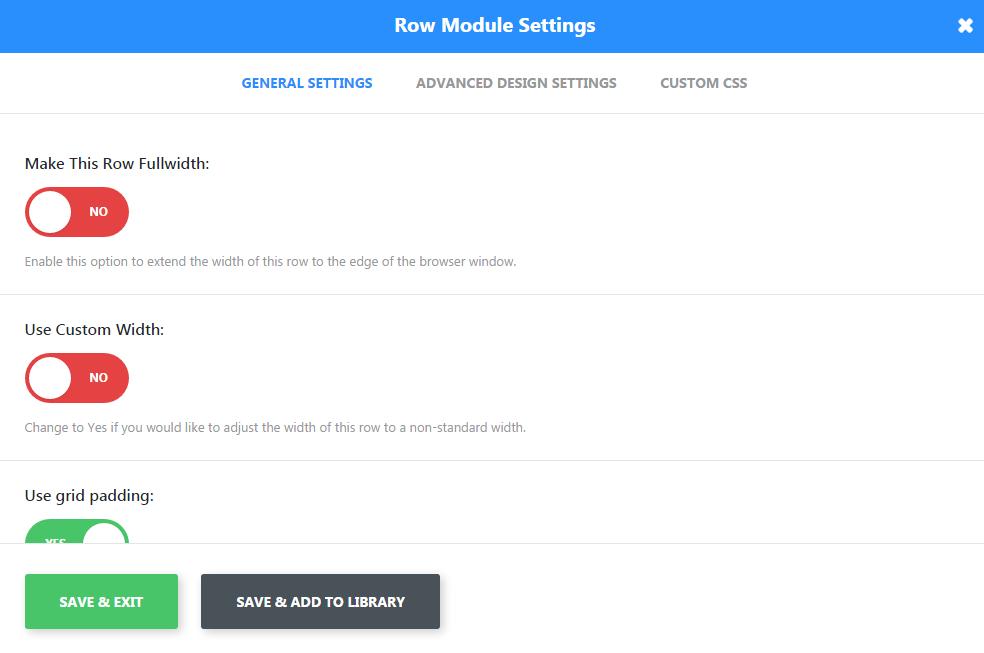 Row Module Settings
GENERAL SETTINGS ADVANCED DESIGN SETTINGS CUSTOM CSS
Make This Row Fullwidth:
NO
Enable this option to extend the width of this row to the edge of the browser window.
Use Custom Width:
NO
Change to Yes if you would like to adjust the width of this row to a non-standard width.
Use grid padding:
YES
SAVE & EXIT SAVE & ADD TO LIBRARY